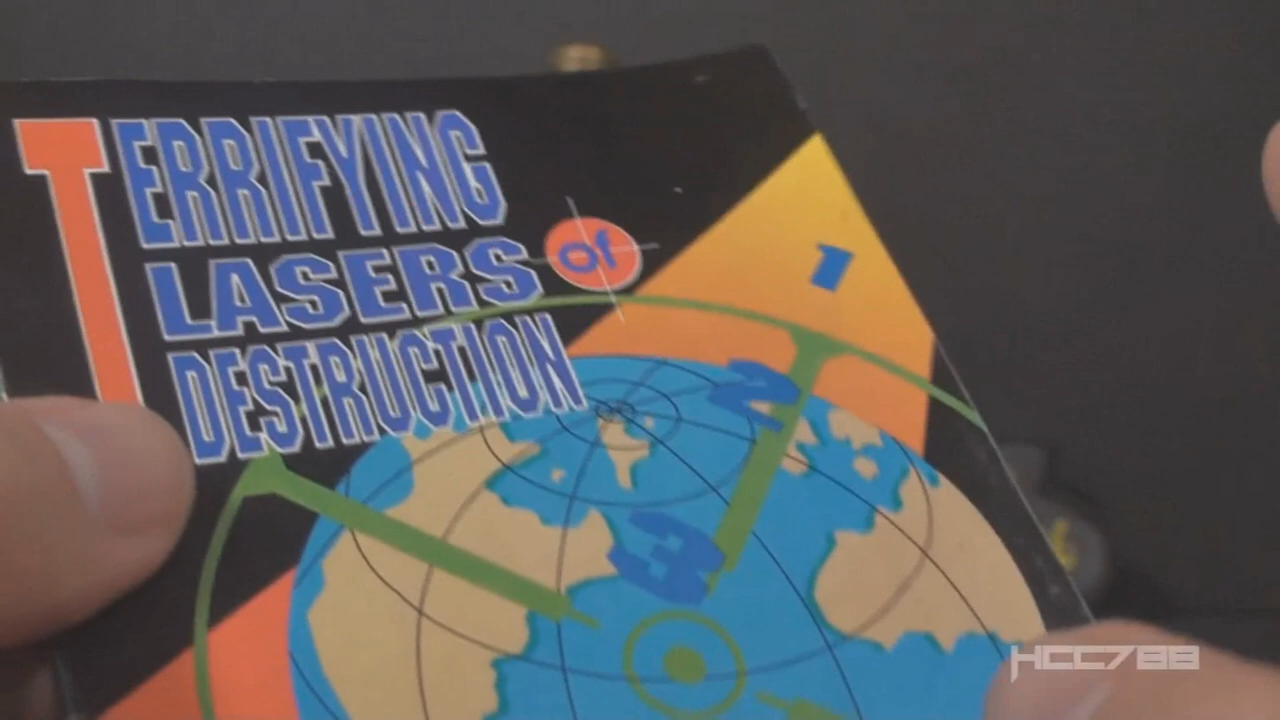 TERRIFYING
LASERS of
DESTRUCTION
1
2
3
HCC788